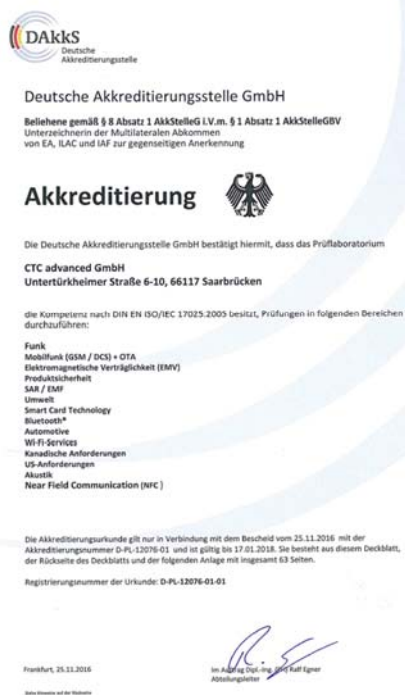 DAkkS
Deutsche
Akkreditierungsstelle
Deutsche Akkreditierungsstelle GmbH
Beliehene gemäß § 8 Absatz 1 AkkStelleG i.V.m. § 1 Absatz 1 AkkStelleGBV
Unterzeichnerin der Multilateralen Abkommen
von EA, ILAC und IAF zur gegenseitigen Anerkennung
Akkreditierung
Die Deutsche Akkreditierungsstelle GmbH bestätigt hiermit, dass das Prüflaboratorium
CTC advanced GmbH
Untertürkheimer Straße 6-10, 66117 Saarbrücken
die Kompetenz nach DIN EN ISO/IEC 17025:2005 besitzt, Prüfungen in folgenden Bereichen
durchzuführen:
Funk
Mobilfunk (GSM / DCS) + OTA
Elektromagnetische Verträglichkeit (EMV)
Produktsicherheit
SAR / EMF
Umwelt
Smart Card Technology
Bluetooth®
Automotive
Wi-Fi-Services
Kanadische Anforderungen
US-Anforderungen
Akustik
Near Field Communication (NFC )
Die Akkreditierungsurkunde gilt nur in Verbindung mit dem Bescheid vom 25.11.2016 mit der
Akkreditierungsnummer D-PL-12076-01 und ist gültig bis 17.01.2018. Sie besteht aus diesem Deckblatt,
der Rückseite des Deckblatts und der folgenden Anlage mit insgesamt 63 Seiten.
Registrierungsnummer der Urkunde: D-PL-12076-01-01
Frankfurt, 25.11.2016
Im Auftrag Dipl.-Ing. Ralf Egner
Abteilungsleiter
Siehe Hinweise auf der Rückseite